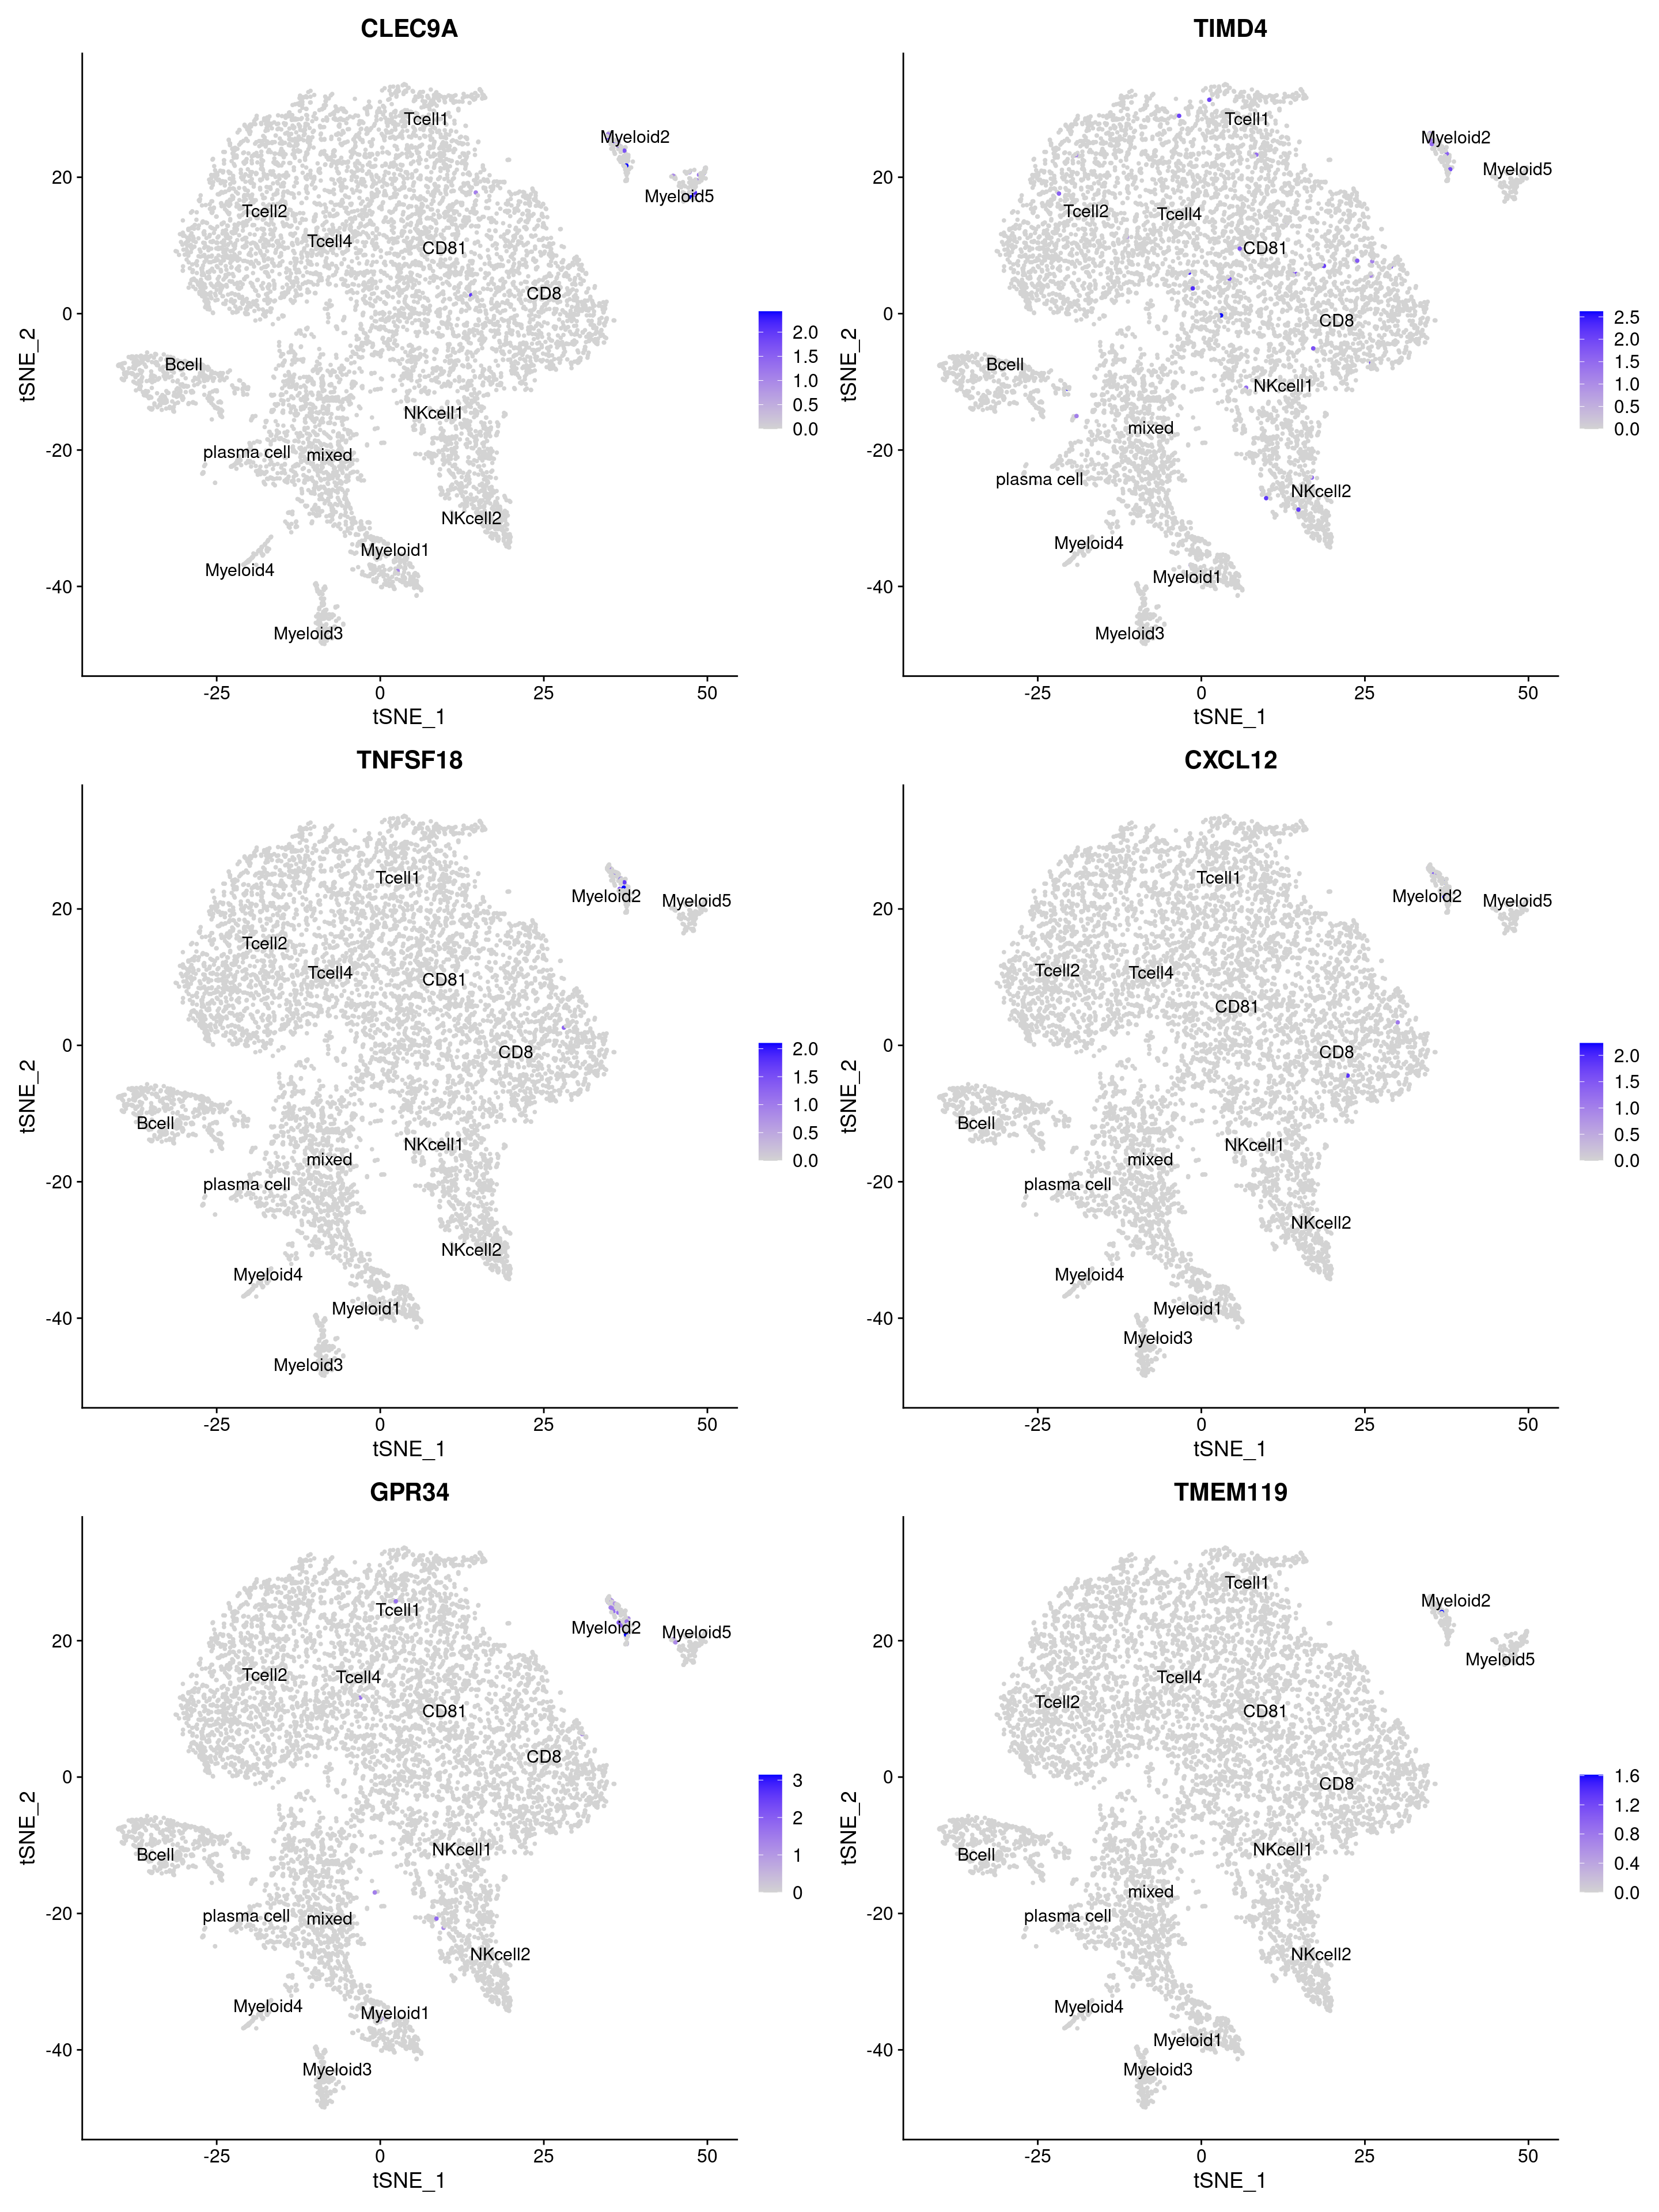 CLEC9A
Tcell1
Myeloid2
Myeloid5
Tcell2
Tcell4
CD81
CD8
Bcell
NKcell1
plasma cell
mixed
NKcell2
Myeloid1
Myeloid4
Myeloid3
20
0
-20
-40
tSNE_2
-25
0
25
50
tSNE_1
2.0
1.5
1.0
0.5
0.0
TIMD4
Tcell1
Myeloid2
Myeloid5
Tcell2
Tcell4
CD81
CD8
Bcell
NKcell1
mixed
plasma cell
NKcell2
Myeloid4
Myeloid1
Myeloid3
20
0
-20
-40
tSNE_2
-25
0
25
50
tSNE_1
2.5
2.0
1.5
1.0
0.5
0.0
TNFSF18
Tcell1
Myeloid2
Myeloid5
Tcell2
Tcell4
CD81
CD8
Bcell
NKcell1
mixed
plasma cell
NKcell2
Myeloid4
Myeloid1
Myeloid3
20
0
-20
-40
tSNE_2
-25
0
25
50
tSNE_1
2.0
1.5
1.0
0.5
0.0
CXCL12
Tcell1
Myeloid2
Myeloid5
Tcell2
Tcell4
CD81
CD8
Bcell
NKcell1
mixed
plasma cell
NKcell2
Myeloid4
Myeloid1
Myeloid3
20
0
-20
-40
tSNE_2
-25
0
25
50
tSNE_1
2.0
1.5
1.0
0.5
0.0
GPR34
Tcell1
Myeloid2
Myeloid5
Tcell2
Tcell4
CD81
CD8
NKcell1
Bcell
plasma cell
mixed
NKcell2
Myeloid4
Myeloid1
Myeloid3
20
0
-20
-40
tSNE_2
-25
0
25
50
tSNE_1
3
2
1
0
TMEM119
Tcell1
Myeloid2
Myeloid5
Tcell4
Tcell2
CD81
CD8
NKcell1
Bcell
mixed
plasma cell
NKcell2
Myeloid4
Myeloid1
Myeloid3
20
0
-20
-40
tSNE_2
-25
0
25
50
tSNE_1
1.6
1.2
0.8
0.4
0.0